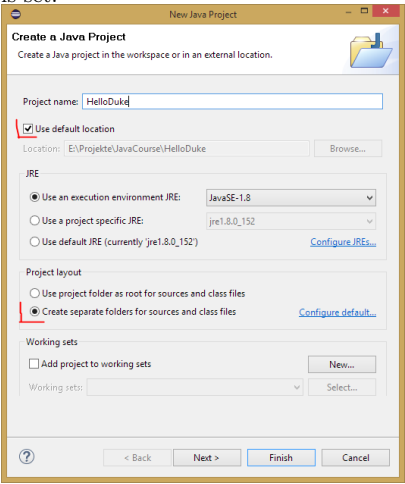 is set.
New Java Project
Create a Java Project
Create a Java project in the workspace or in an external location.
Project name: HelloDuke
Use default location
Location: E:\Projekte\JavaCourse\HelloDuke Browse...
JRE
Use an execution environment JRE: JavaSE-1.8
Use a project specific JRE: jre1.8.0_152
Use default JRE (currently 'jre1.8.0_152') Configure JREs...
Project layout
Use project folder as root for sources and class files
Create separate folders for sources and class files Configure default...
Working sets
Add project to working sets New...
Working sets: Select...
? < Back Next > Finish Cancel